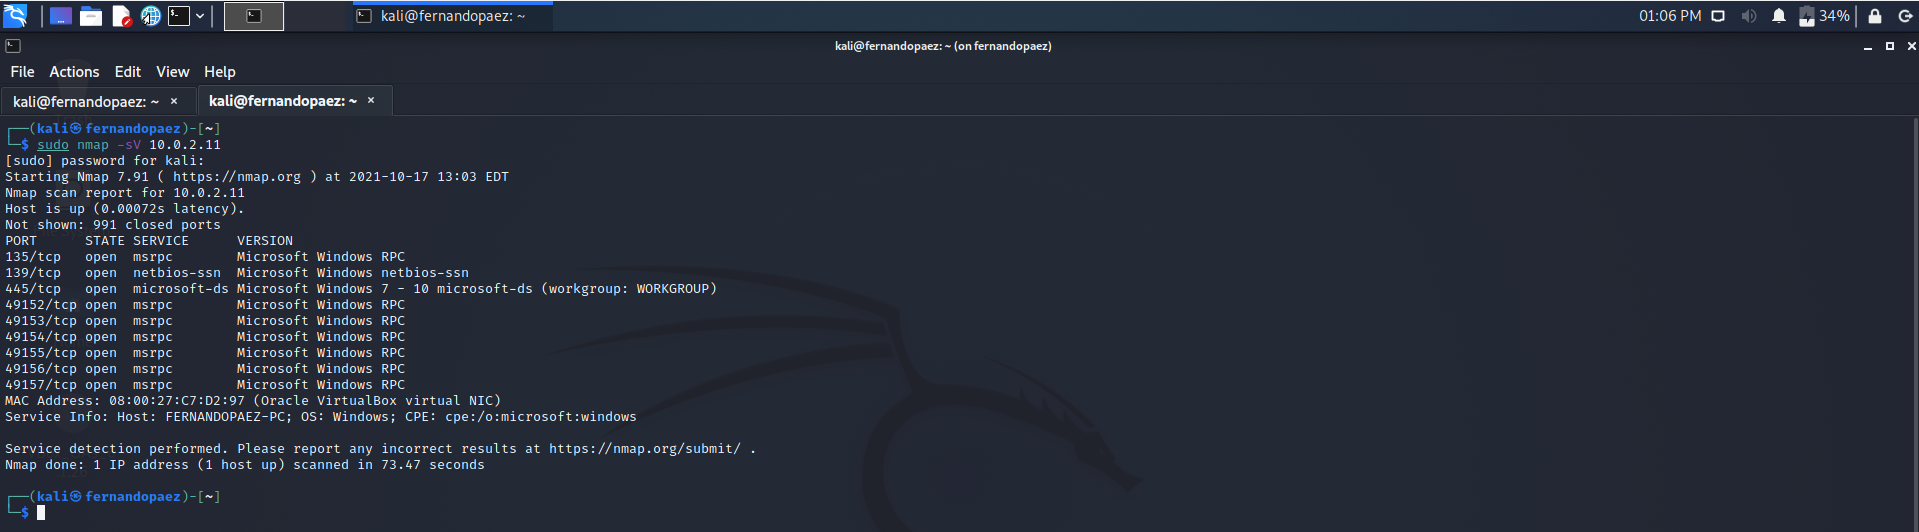 kali@fernandopaez: ~
01:06 PM
34%
kali@fernandopaez: ~ (on fernandopaez)
File Actions Edit View Help
kali@fernandopaez: ~ ×
kali@fernandopaez: ~ ×
┌──(kali㉿fernandopaez)-[~]
└─$ sudo nmap -sV 10.0.2.11
[sudo] password for kali:
Starting Nmap 7.91 ( https://nmap.org ) at 2021-10-17 13:03 EDT
Nmap scan report for 10.0.2.11
Host is up (0.00072s latency).
Not shown: 991 closed ports
PORT STATE SERVICE VERSION
135/tcp open msrpc Microsoft Windows RPC
139/tcp open netbios-ssn Microsoft Windows netbios-ssn
445/tcp open microsoft-ds Microsoft Windows 7 - 10 microsoft-ds (workgroup: WORKGROUP)
49152/tcp open msrpc Microsoft Windows RPC
49153/tcp open msrpc Microsoft Windows RPC
49154/tcp open msrpc Microsoft Windows RPC
49155/tcp open msrpc Microsoft Windows RPC
49156/tcp open msrpc Microsoft Windows RPC
49157/tcp open msrpc Microsoft Windows RPC
MAC Address: 08:00:27:C7:D2:97 (Oracle VirtualBox virtual NIC)
Service Info: Host: FERNANDOPAEZ-PC; OS: Windows; CPE: cpe:/o:microsoft:windows
Service detection performed. Please report any incorrect results at https://nmap.org/submit/ .
Nmap done: 1 IP address (1 host up) scanned in 73.47 seconds
┌──(kali㉿fernandopaez)-[~]
└─$